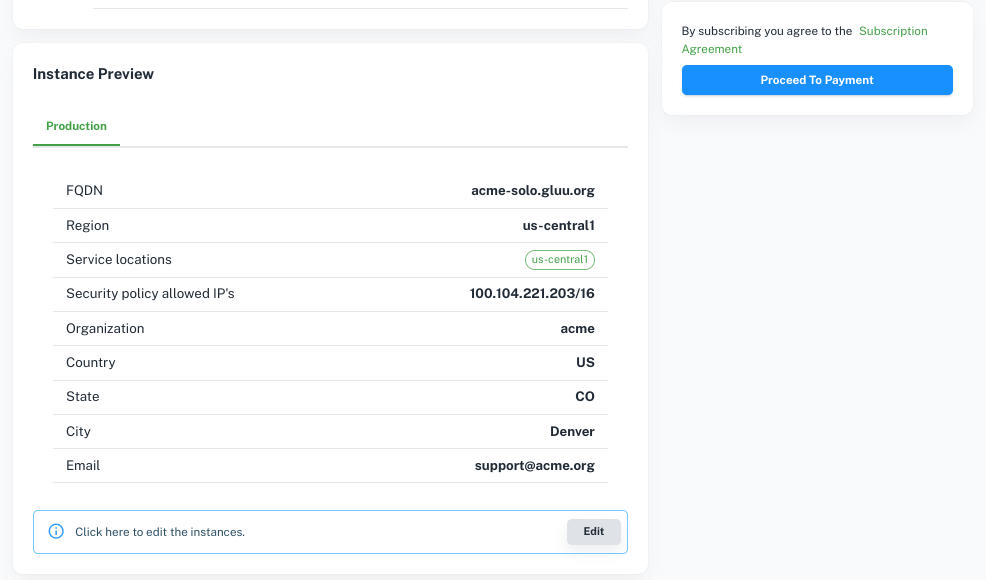 By subscribing you agree to the Subscription
Agreement
Proceed To Payment
Instance Preview
Production
FQDN acme-solo.gluu.org
Region us-central1
Service locations us-central1
Security policy allowed IP's 100.104.221.203/16
Organization acme
Country US
State CO
City Denver
Email support@acme.org
Click here to edit the instances. Edit